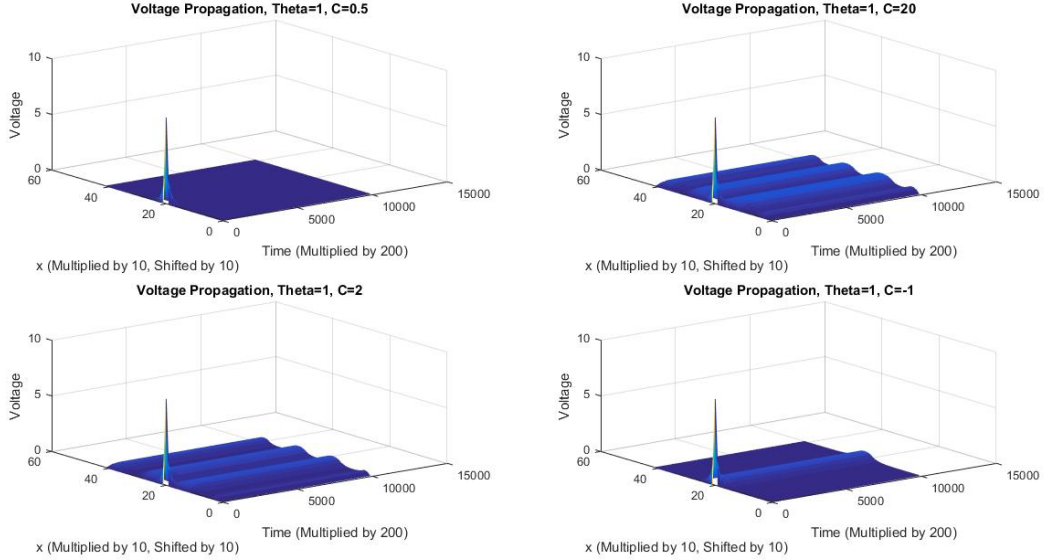 Voltage Propagation, Theta=1, C=0.5
10
5
0
Voltage
60
40
20
0
0
5000
10000
15000
Time (Multiplied by 200)
x (Multiplied by 10, Shifted by 10)
Voltage Propagation, Theta=1, C=20
10
5
0
Voltage
60
40
20
0
0
5000
10000
15000
Time (Multiplied by 200)
x (Multiplied by 10, Shifted by 10)
Voltage Propagation, Theta=1, C=2
10
5
0
Voltage
60
40
20
0
0
5000
10000
15000
Time (Multiplied by 200)
x (Multiplied by 10, Shifted by 10)
Voltage Propagation, Theta=1, C=-1
10
5
0
Voltage
60
40
20
0
0
5000
10000
15000
Time (Multiplied by 200)
x (Multiplied by 10, Shifted by 10)